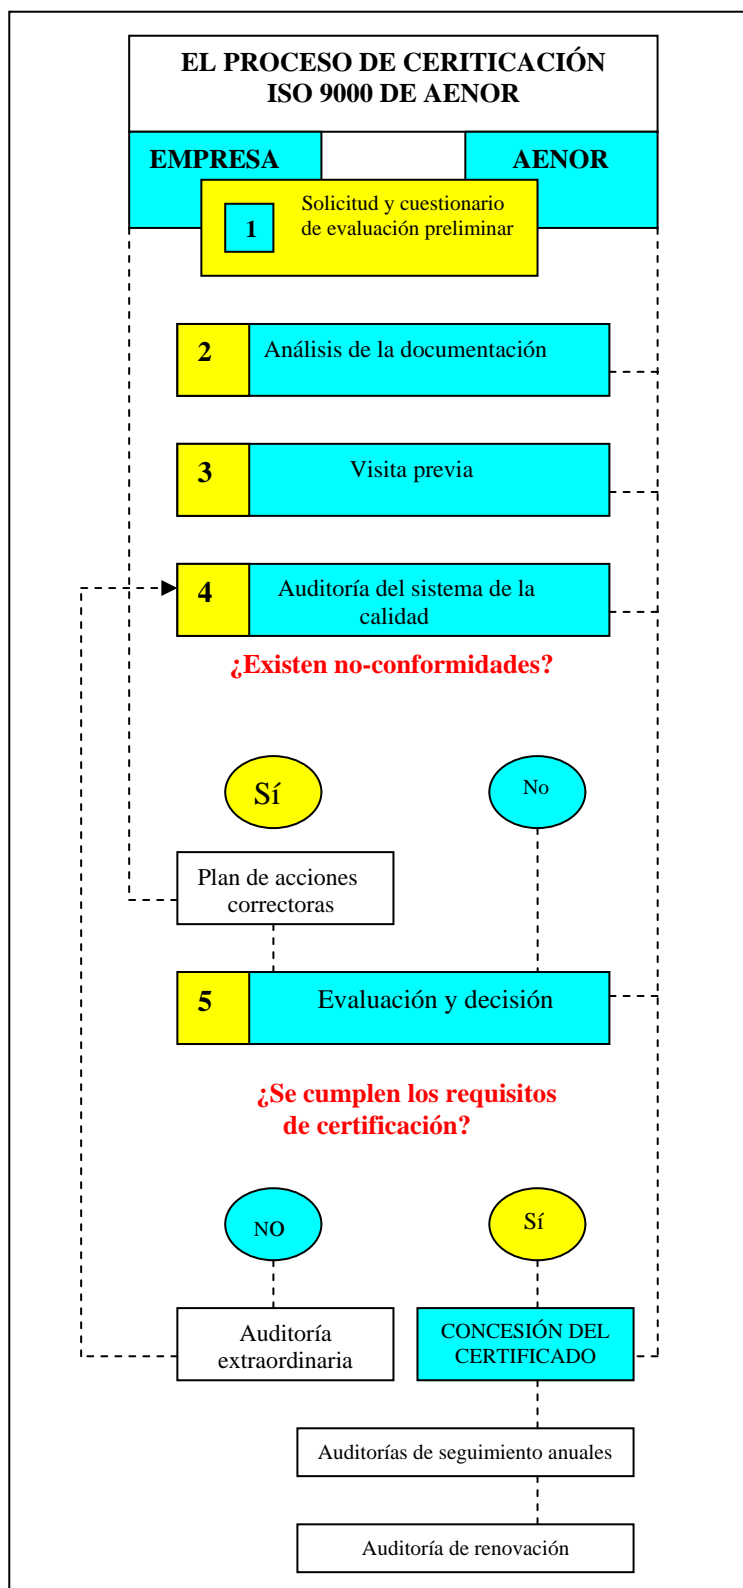 EL PROCESO DE CERITICACIÓN
ISO 9000 DE AENOR
EMPRESA
AENOR
1
Solicitud y cuestionario
de evaluación preliminar
2
Análisis de la documentación
3
Visita previa
4
Auditoría del sistema de la
calidad
¿Existen no-conformidades?
Sí
No
Plan de acciones
correctoras
5
Evaluación y decisión
¿Se cumplen los requisitos
de certificación?
NO
Sí
Auditoría
extraordinaria
CONCESIÓN DEL
CERTIFICADO
Auditorías de seguimiento anuales
Auditoría de renovación